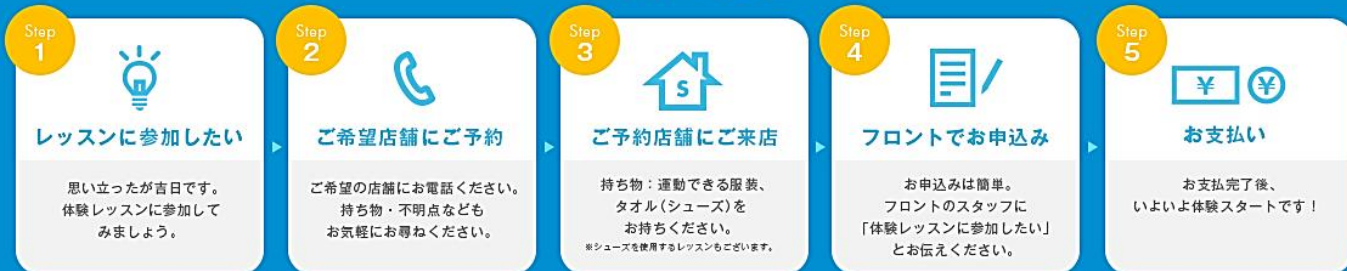 Step
1
レッスンに参加したい
思い立ったが吉日です。
体験レッスンに参加して
みましょう。
Step
2
ご希望店舗にご予約
ご希望の店舗にお電話ください。
持ち物・不明点なども
お気軽にお尋ねください。
Step
3
S
ご予約店舗にご来店
持ち物：運動できる服装、
タオル(シューズ)を
お持ちください。
※シューズを使用するレッスンもございます。
Step
4
フロントでお申込み
お申込みは簡単。
フロントのスタッフに
「体験レッスンに参加したい」
とお伝えください。
Step
5
¥ ¥
お支払い
お支払完了後、
いよいよ体験スタートです！